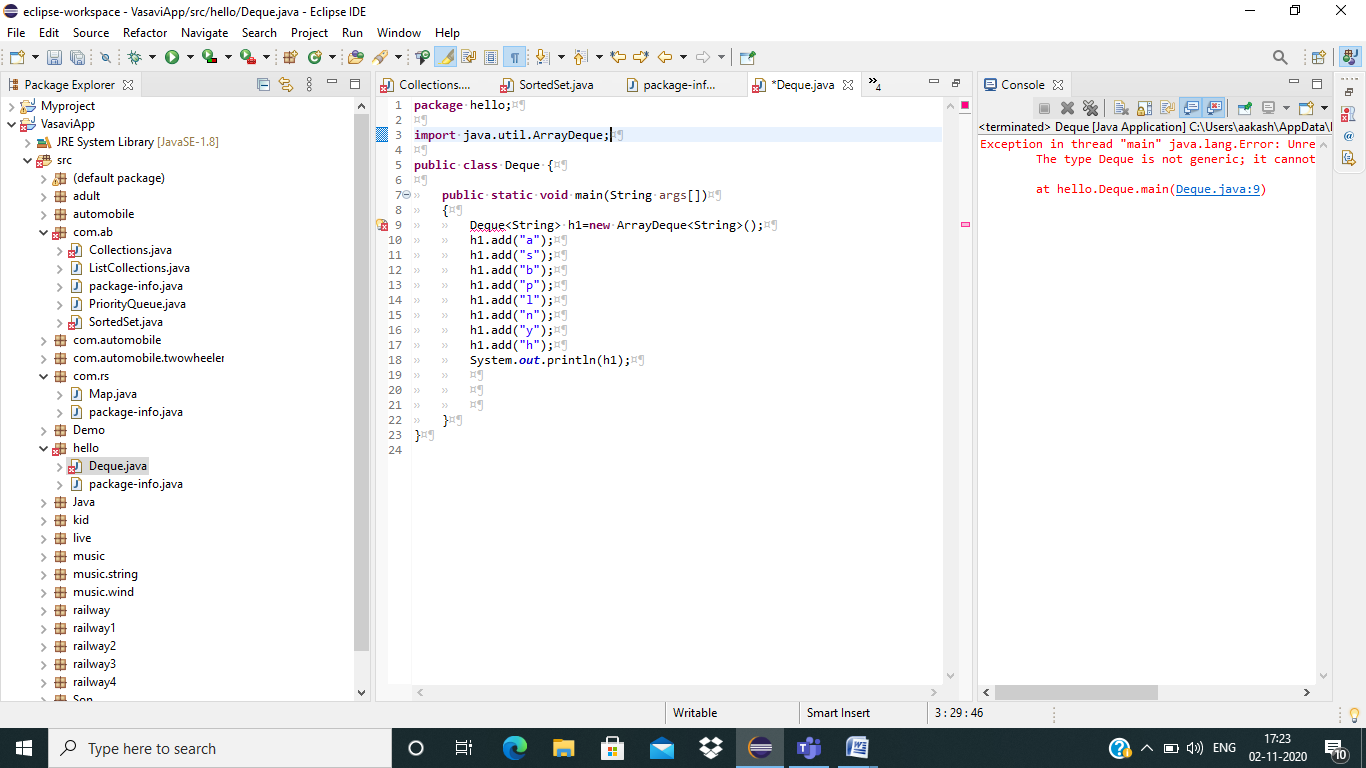 eclipse-workspace - VasaviApp/src/hello/Deque.java - Eclipse IDE
File Edit Source Refactor Navigate Search Project Run Window Help
Package Explorer
Myproject
VasaviApp
JRE System Library [JavaSE-1.8]
src
(default package)
adult
automobile
com.ab
Collections.java
ListCollections.java
package-info.java
PriorityQueue.java
SortedSet.java
com.automobile
com.automobile.twowheeler
com.rs
Map.java
package-info.java
Demo
hello
Deque.java
package-info.java
Java
kid
live
music
music.string
music.wind
railway
railway1
railway2
railway3
railway4
Son
Collections.... SortedSet.java package-inf... *Deque.java »4
1 package·hello;¤¶
2 ¤¶
3 import·java.util.ArrayDeque;¤¶
4 ¤¶
5 public·class·Deque·{¤¶
6 ¤¶
7 » public·static·void·main(String·args[])¤¶
8 » {¤¶
9 » » Deque<String>·h1=new·ArrayDeque<String>();¤¶
10 » » h1.add("a");¤¶
11 » » h1.add("s");¤¶
12 » » h1.add("b");¤¶
13 » » h1.add("p");¤¶
14 » » h1.add("l");¤¶
15 » » h1.add("n");¤¶
16 » » h1.add("y");¤¶
17 » » h1.add("h");¤¶
18 » » System.out.println(h1);¤¶
19 » » ¤¶
20 » » ¤¶
21 » » ¤¶
22 » }¤¶
23 }¤¶
24
Console
<terminated> Deque [Java Application] C:\Users\aakash\AppData\
Exception in thread "main" java.lang.Error: Unre
The type Deque is not generic; it cannot
at hello.Deque.main(Deque.java:9)
Writable Smart Insert 3 : 29 : 46
Type here to search
ENG
17:23
02-11-2020
10